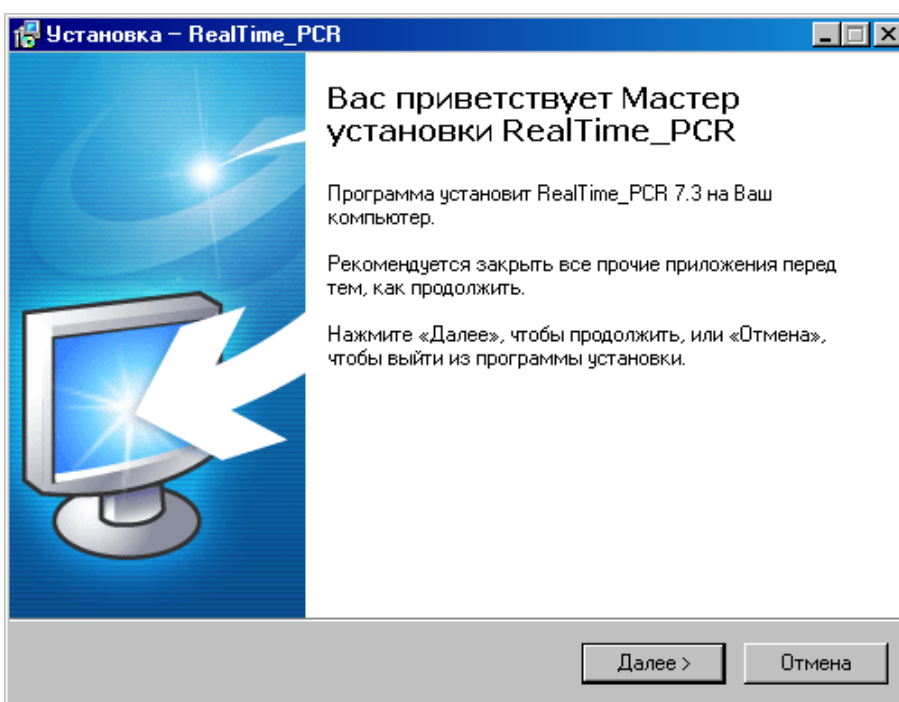 Установка – RealTime_PCR
Вас приветствует Мастер
установки RealTime_PCR
Программа установит RealTime_PCR 7.3 на Ваш
компьютер.
Рекомендуется закрыть все прочие приложения перед
тем, как продолжить.
Нажмите «Далее», чтобы продолжить, или «Отмена»,
чтобы выйти из программы установки.
Далее >
Отмена